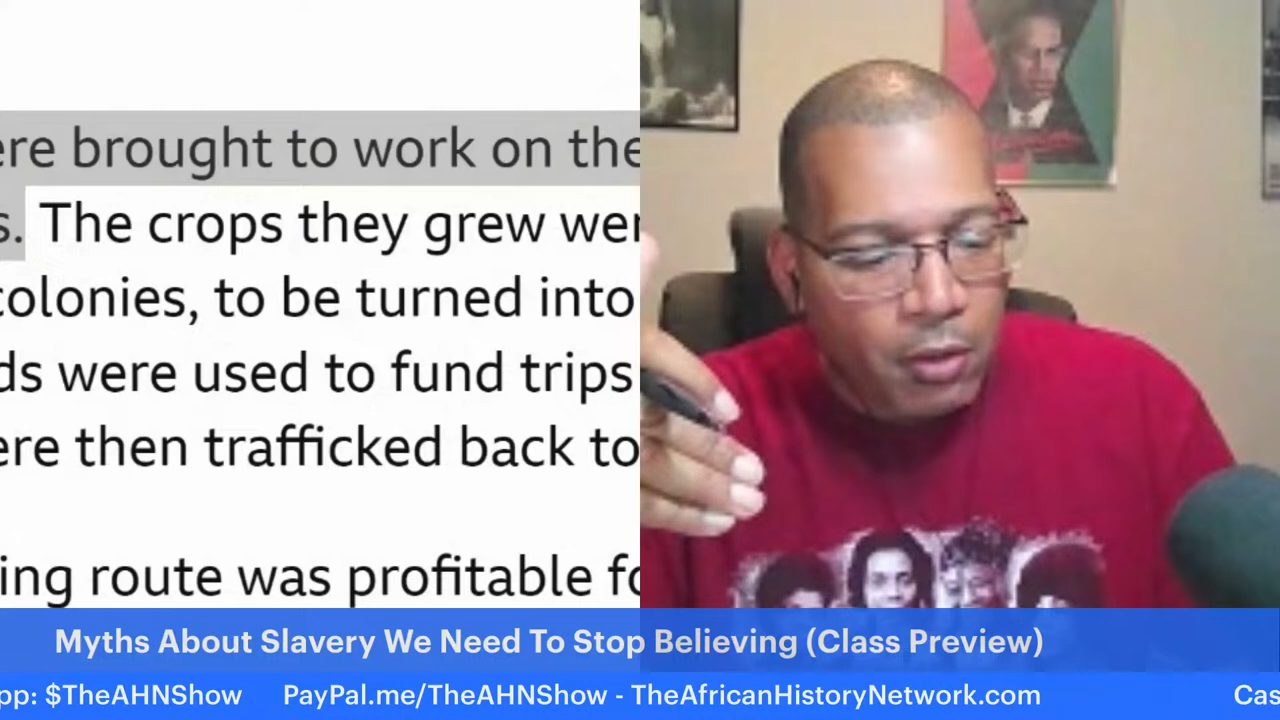 ere brought to work on the
s. The crops they grew wer
colonies, to be turned into
ds were used to fund trips
ere then trafficked back to
ing route was profitable fo
Myths About Slavery We Need To Stop Believing (Class Preview)
pp: $TheAHNShow PayPal.me/TheAHNShow - TheAfricanHistoryNetwork.com Cas